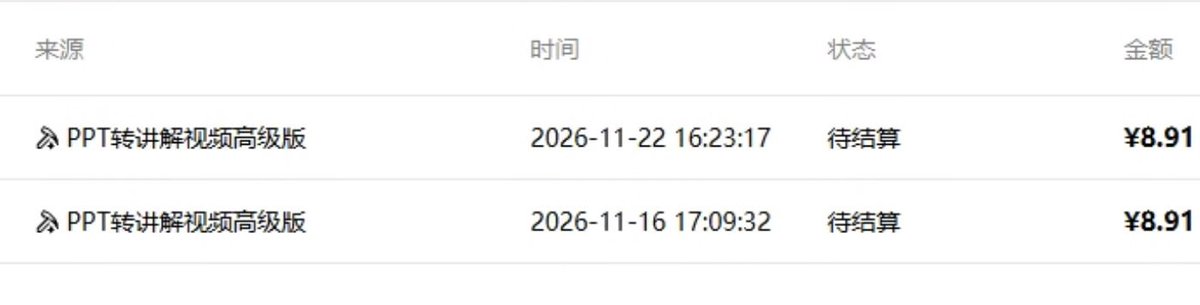 来源 时间 状态 金额
PPT转讲解视频高级版 2026-11-22 16:23:17 待结算 ¥8.91
PPT转讲解视频高级版 2026-11-16 17:09:32 待结算 ¥8.91